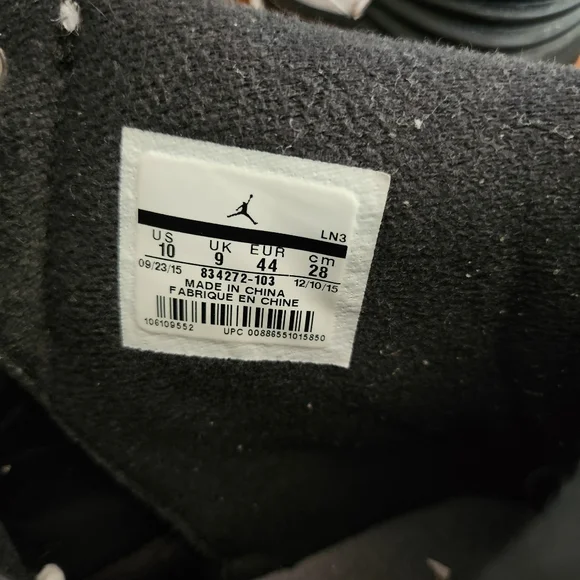 LN3
US UK EUR cm
10 9 44 28
09/23/15 834272-103 12/10/15
MADE IN CHINA
FABRIQUE EN CHINE
106109552
UPC 00886551015850